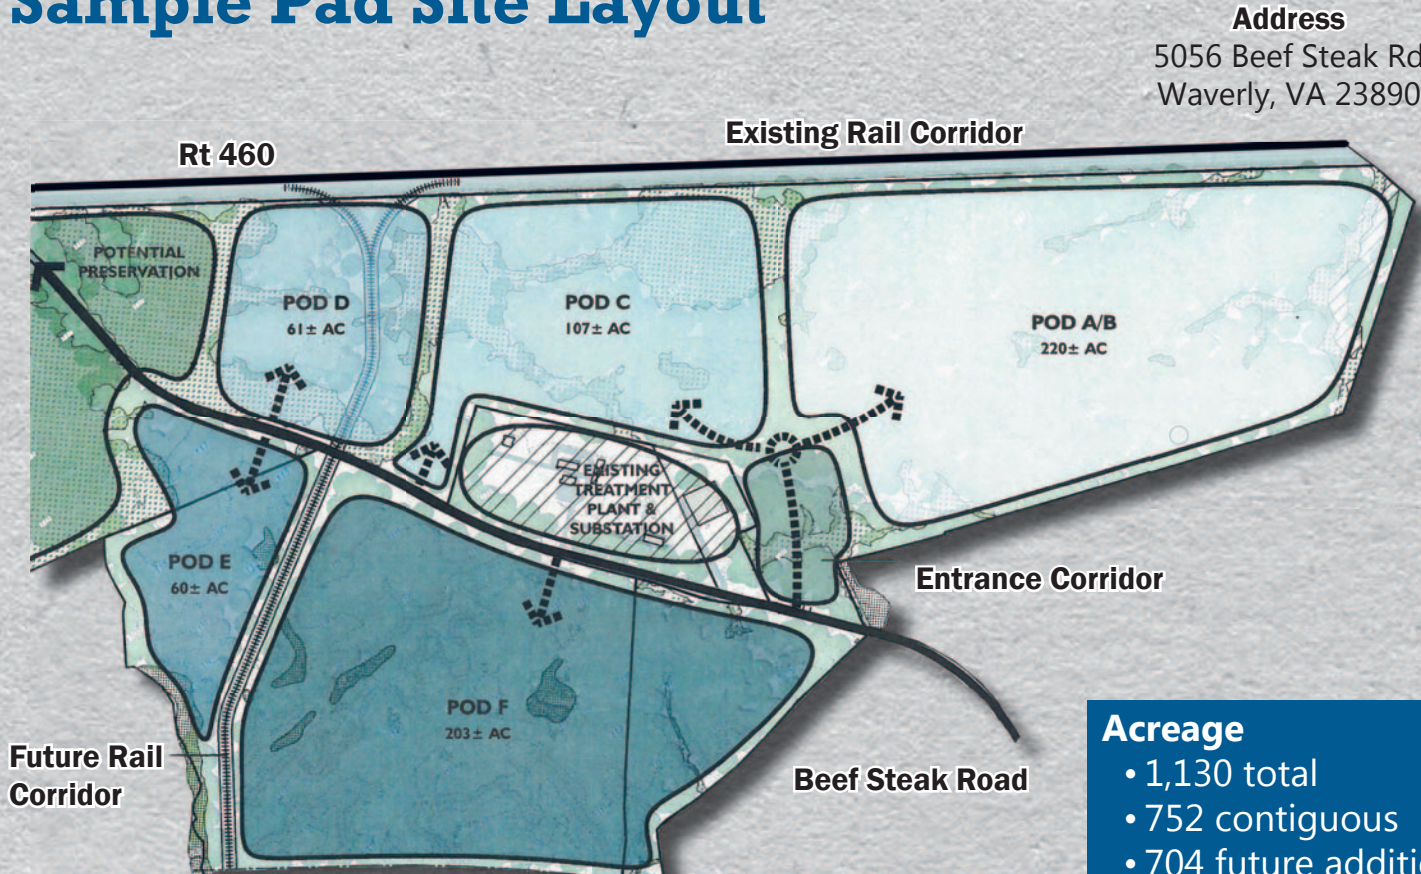 Sample Pad Site Layout
Address
5056 Beef Steak Rd
Waverly, VA 23890
Rt 460
Existing Rail Corridor
POTENTIAL
PRESERVATION
POD D
61± AC
POD C
107± AC
POD A/B
220± AC
EXISTING
TREATMENT
PLANT &
SUBSTATION
POD E
60± AC
Entrance Corridor
POD F
203± AC
Future Rail
Corridor
Beef Steak Road
Acreage
• 1,130 total
• 752 contiguous
• 704 future